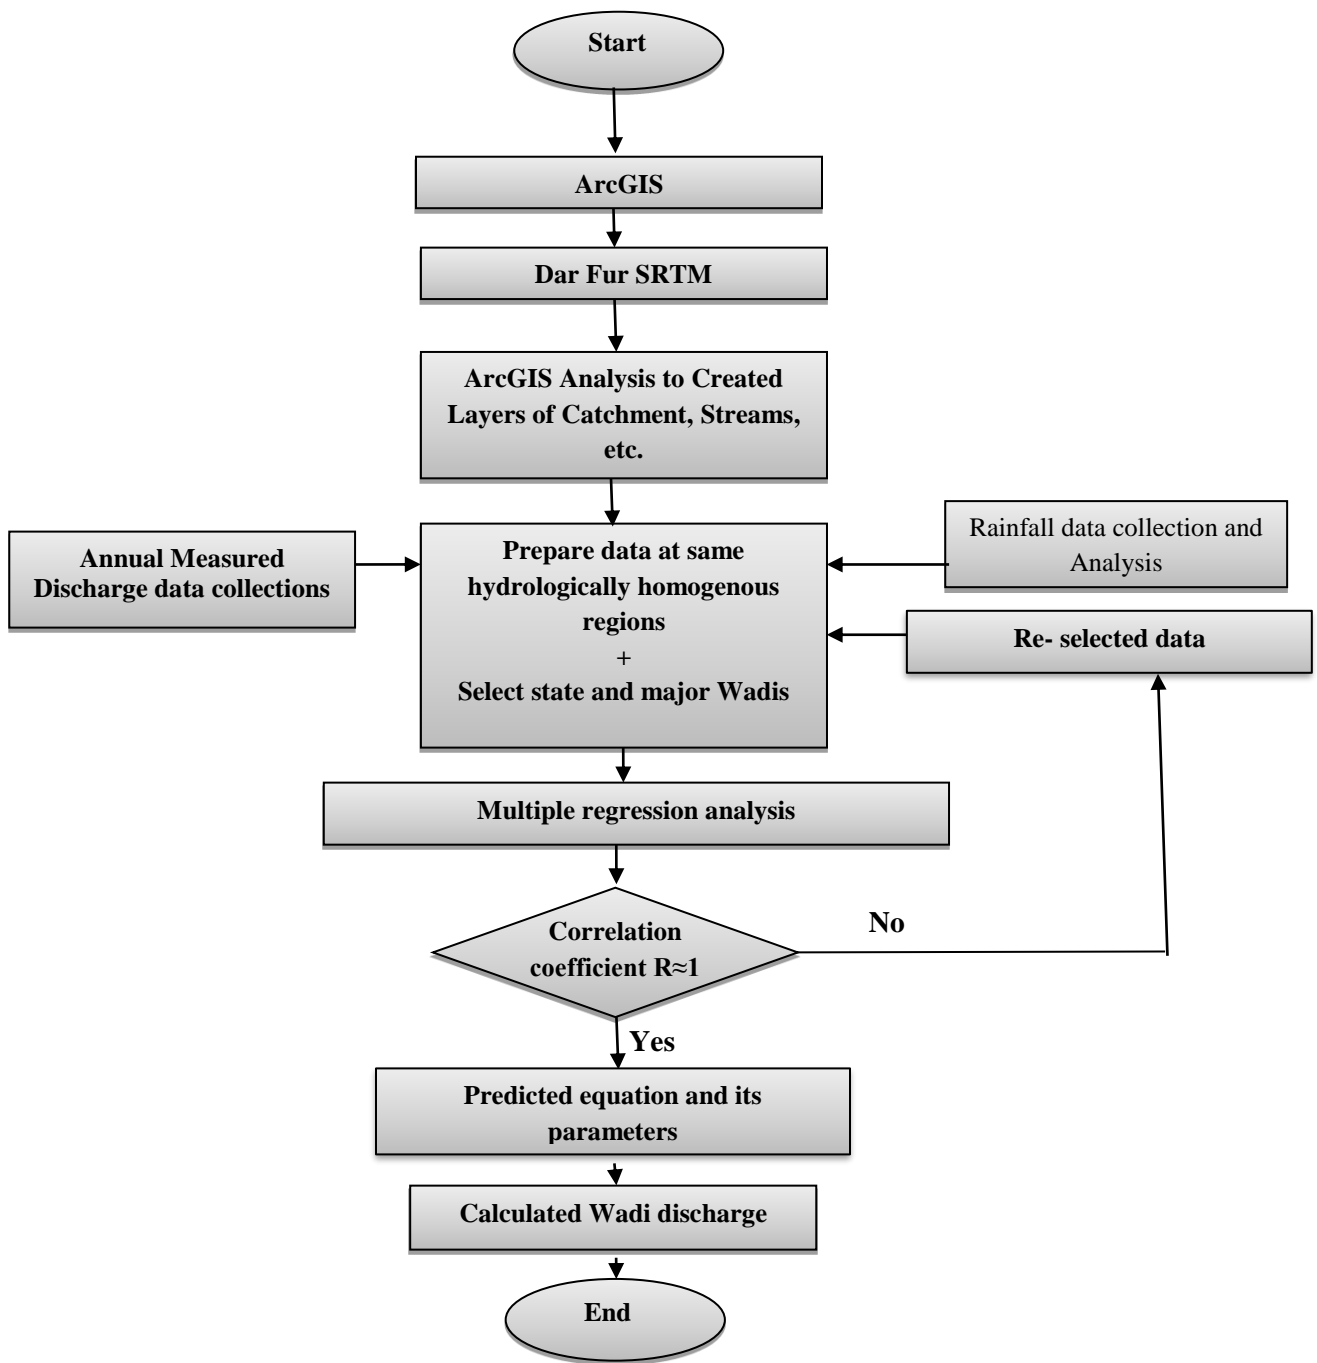 Start
ArcGIS
Dar Fur SRTM
ArcGIS Analysis to Created
Layers of Catchment, Streams,
etc.
Annual Measured
Discharge data collections
Prepare data at same
hydrologically homogenous
regions
+
Select state and major Wadis
Rainfall data collection and
Analysis
Re- selected data
Multiple regression analysis
Correlation
coefficient R≈1
No
Yes
Predicted equation and its
parameters
Calculated Wadi discharge
End